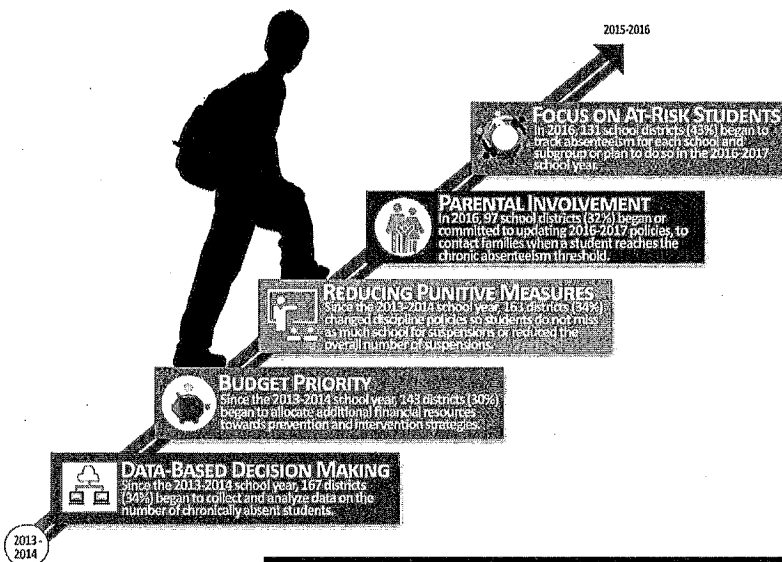 2015-2016
FOCUS ON AT-RISK STUDENTS
In 2016, 131 school districts (43%) began to
track absenteeism for each school and
subgroup or plan to do so in the 2016-2017
school year.
PARENTAL INVOLVEMENT
In 2016, 97 school districts (32%) began or
committed to updating 2016-2017 policies, to
contact families when a student reaches the
chronic absenteeism threshold.
REDUCING PUNITIVE MEASURES
Since the 2013-2014 school year, 161 districts (34%)
changed discipline policies so students do not miss
as much school for suspensions or reduced the
overall number of suspensions.
BUDGET PRIORITY
Since the 2013-2014 school year, 143 districts (30%)
began to allocate additional financial resources
towards prevention and intervention strategies.
DATA-BASED DECISION MAKING
Since the 2013-2014 school year, 167 districts
(34%) began to collect and analyze data on the
number of chronically absent students.
2013-
2014